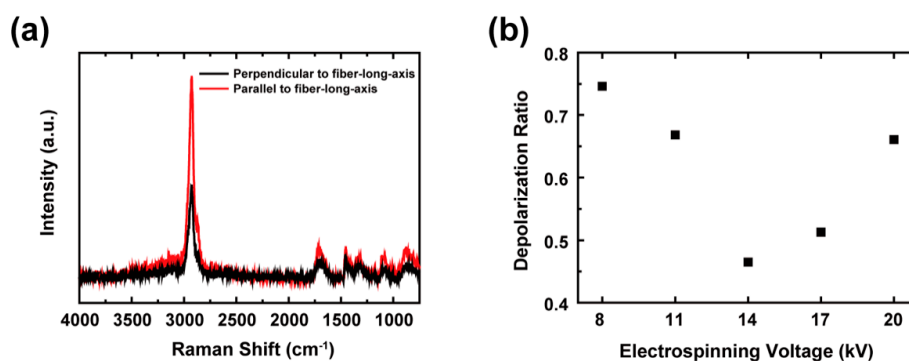 (a)
Perpendicular to fiber-long-axis
Parallel to fiber-long-axis
Intensity (a.u.)
4000 3500 3000 2500 2000 1500 1000
Raman Shift (cm⁻¹)
(b)
Depolarization Ratio
0.8
0.7
0.6
0.5
0.4
8 11 14 17 20
Electrospinning Voltage (kV)